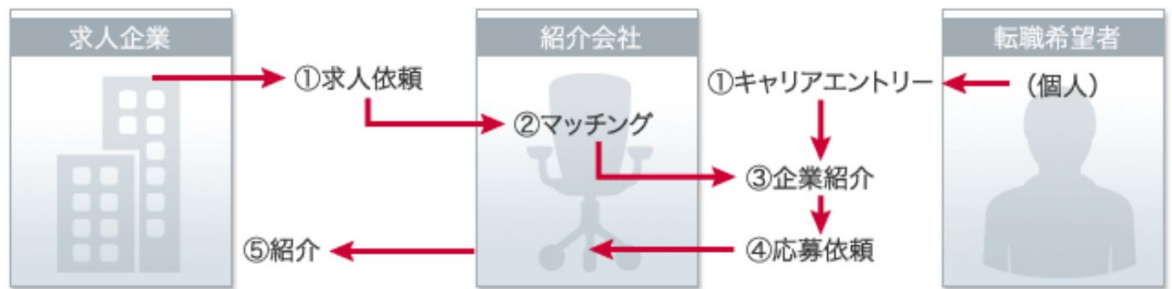 求人企業
紹介会社
転職希望者
①求人依頼
①キャリアエントリー
（個人）
②マッチング
③企業紹介
④応募依頼
⑤紹介